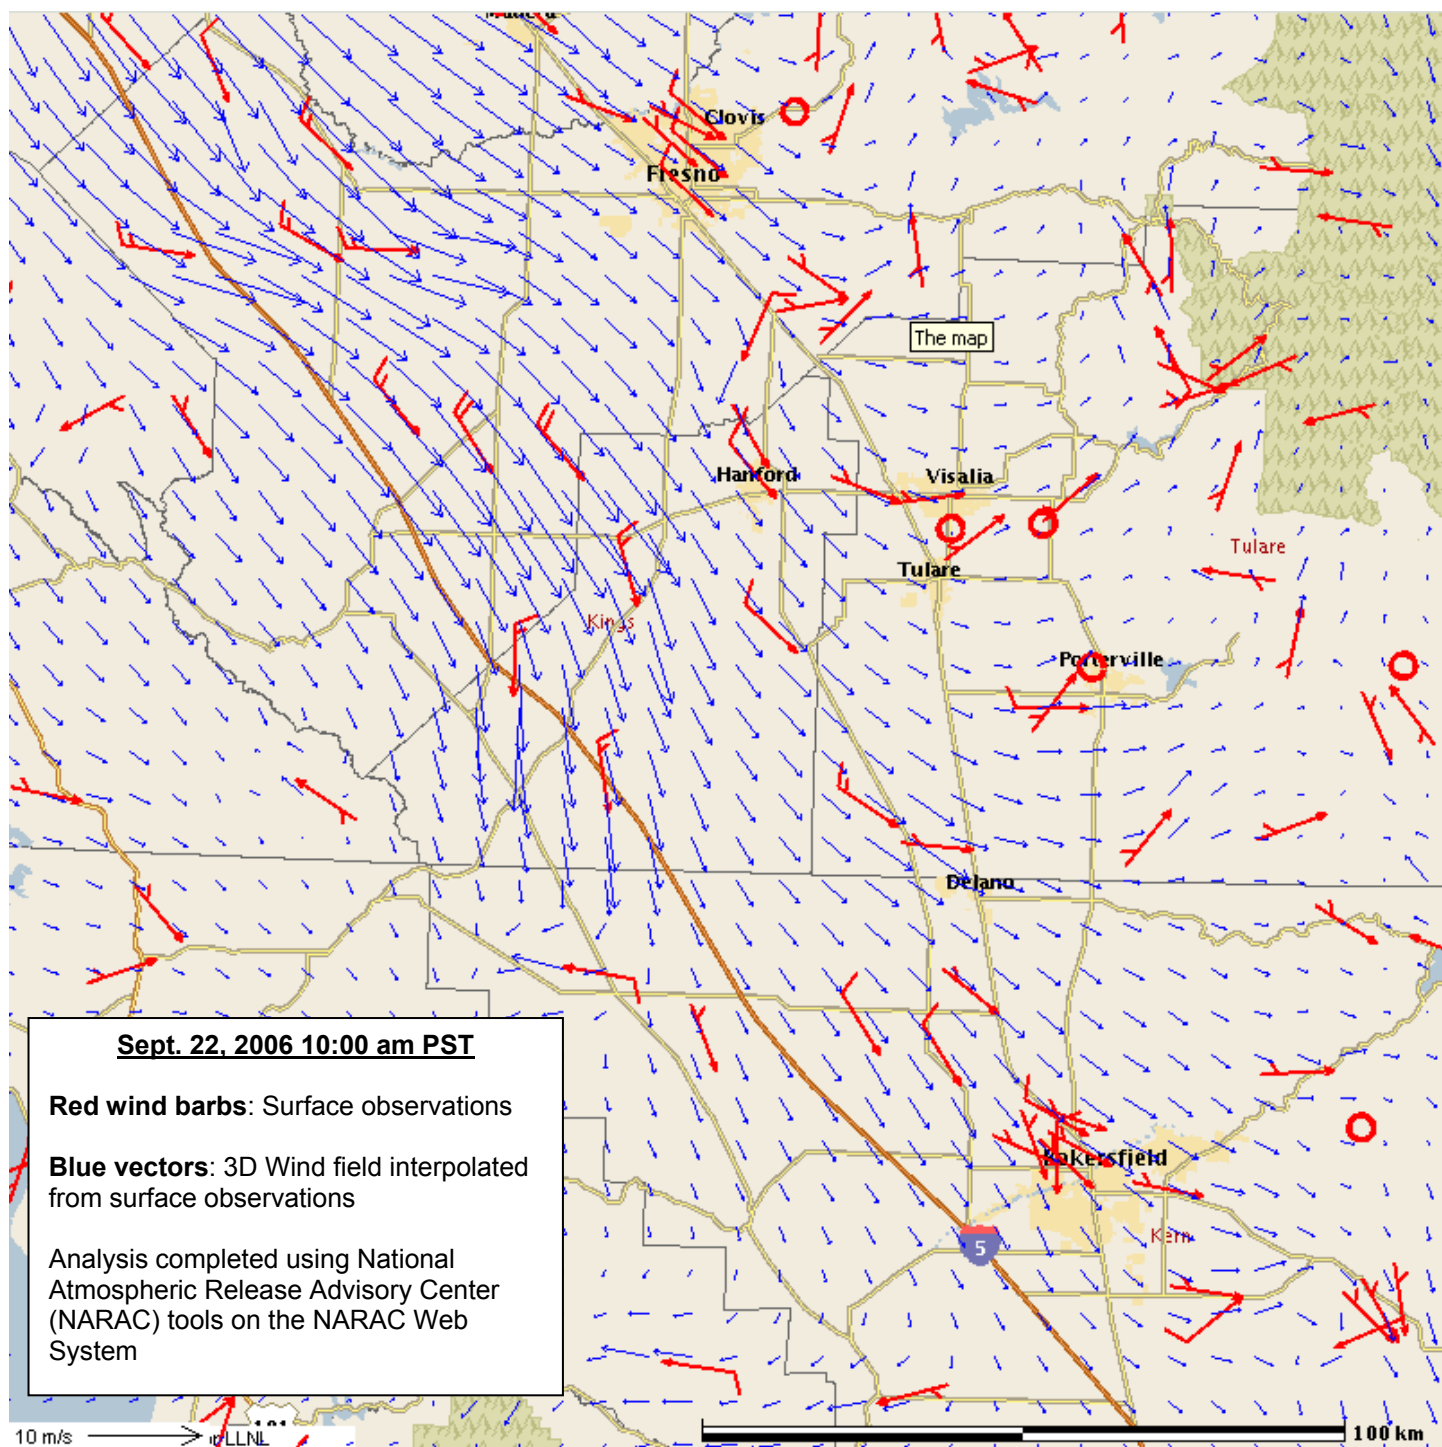 Madera
Clovis
Fresno
The map
Hanford
Visalia
Tulare
Tulare
Kings
Porterville
Delano
Sept. 22, 2006 10:00 am PST
Red wind barbs: Surface observations
Blue vectors: 3D Wind field interpolated
from surface observations
Analysis completed using National
Atmospheric Release Advisory Center
(NARAC) tools on the NARAC Web
System
Bakersfield
Kern
5
101
10 m/s
LLNL
100 km